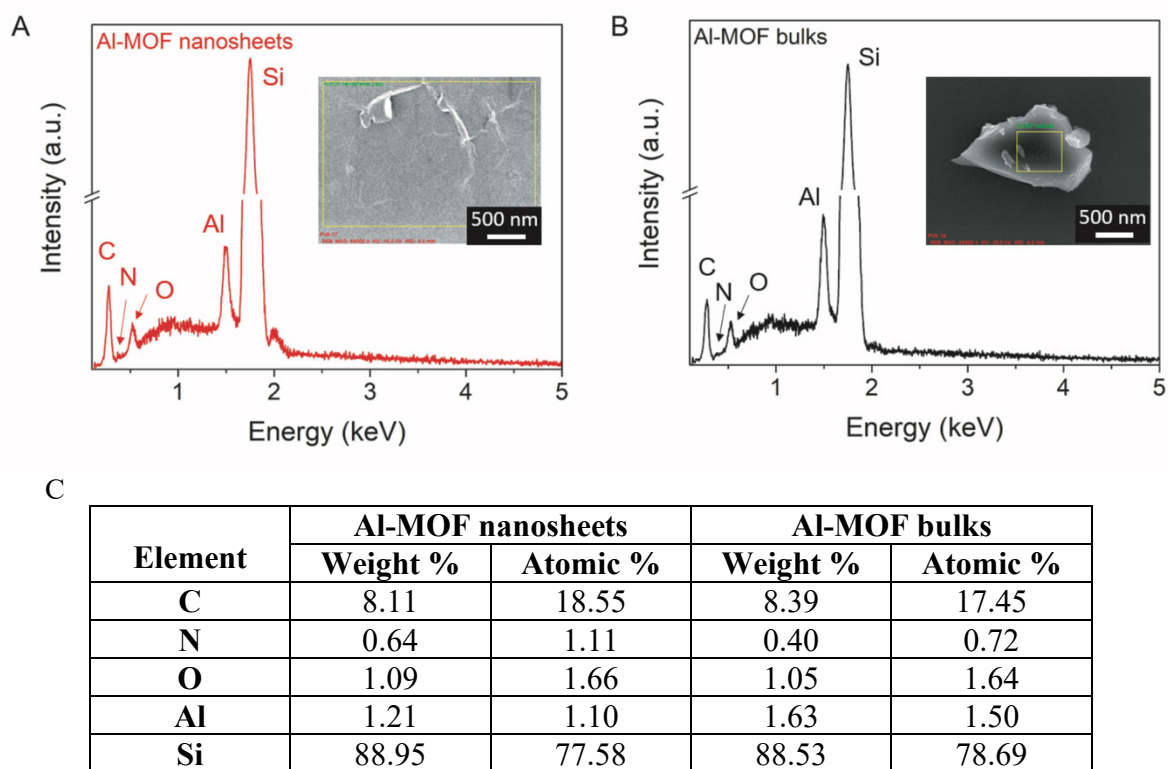 A
Al-MOF nanosheets
Si
Al
C
N
O
500 nm
Intensity (a.u.)
1 2 3 4 5
Energy (keV)
B
Al-MOF bulks
Si
Al
C
N
O
500 nm
Intensity (a.u.)
1 2 3 4 5
Energy (keV)
C
Element Al-MOF nanosheets Al-MOF bulks
Weight % Atomic % Weight % Atomic %
C 8.11 18.55 8.39 17.45
N 0.64 1.11 0.40 0.72
O 1.09 1.66 1.05 1.64
Al 1.21 1.10 1.63 1.50
Si 88.95 77.58 88.53 78.69